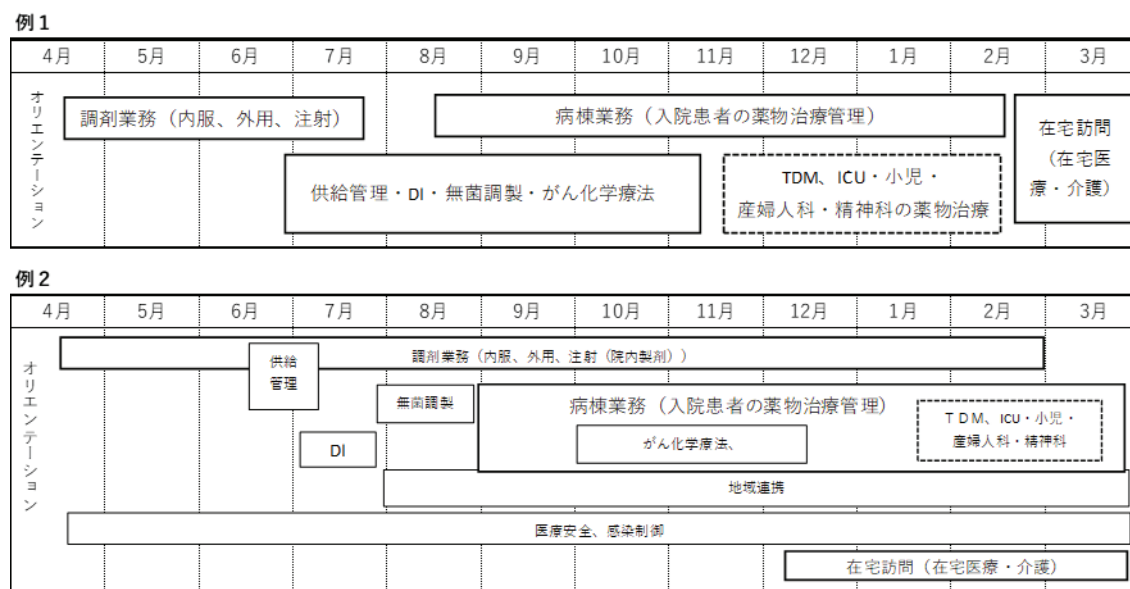 例1
4月 5月 6月 7月 8月 9月 10月 11月 12月 1月 2月 3月
オリエンテーション
調剤業務（内服、外用、注射）
病棟業務（入院患者の薬物治療管理）
在宅訪問
（在宅医
療・介護）
供給管理・DI・無菌調製・がん化学療法
TDM、ICU・小児・
産婦人科・精神科の薬物治療
例2
4月 5月 6月 7月 8月 9月 10月 11月 12月 1月 2月 3月
オリエンテーション
調剤業務（内服、外用、注射（院内製剤））
供給
管理
無菌調製
病棟業務（入院患者の薬物治療管理）
TDM、ICU・小児・
産婦人科・精神科
DI
がん化学療法、
地域連携
医療安全、感染制御
在宅訪問（在宅医療・介護）